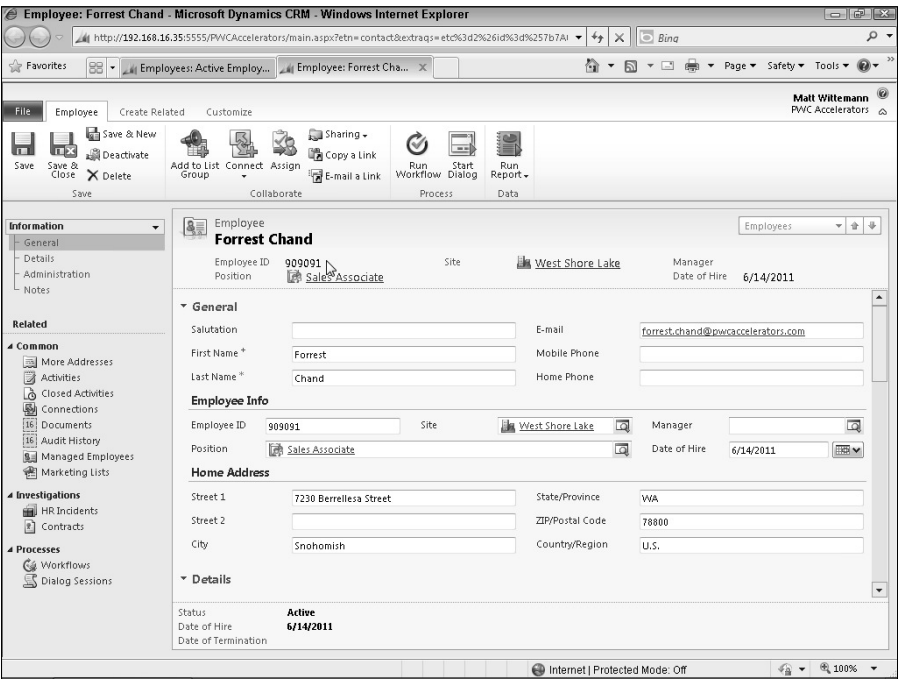 Employee: Forrest Chand - Microsoft Dynamics CRM - Windows Internet Explorer
http://192.168.16.35:5555/PWCAccelerators/main.aspx?etn=contact&extraqs=etc%3d2%26id%3d%257b7A
Bing
Favorites
Employees: Active Employ...
Employee: Forrest Cha...
Page
Safety
Tools
File
Employee
Create Related
Customize
Matt Wittemann
PWC Accelerators
Save
Save & Close
Save & New
Deactivate
Delete
Save
Add to List Group
Connect
Assign
Sharing
Copy a Link
E-mail a Link
Collaborate
Run Workflow
Start Dialog
Process
Run Report
Data
Information
General
Details
Administration
Notes
Related
Common
More Addresses
Activities
Closed Activities
Connections
16 Documents
16 Audit History
Managed Employees
Marketing Lists
Investigations
HR Incidents
Contracts
Processes
Workflows
Dialog Sessions
Employee
Forrest Chand
Employees
Employee ID 909091 Site West Shore Lake Manager
Position Sales Associate Date of Hire 6/14/2011
General
Salutation E-mail forrest.chand@pwcaccelerators.com
First Name * Forrest Mobile Phone
Last Name * Chand Home Phone
Employee Info
Employee ID 909091 Site West Shore Lake Manager
Position Sales Associate Date of Hire 6/14/2011
Home Address
Street 1 7230 Berrellesa Street State/Province WA
Street 2 ZIP/Postal Code 78800
City Snohomish Country/Region U.S.
Details
Status Active
Date of Hire 6/14/2011
Date of Termination
Internet | Protected Mode: Off
100%